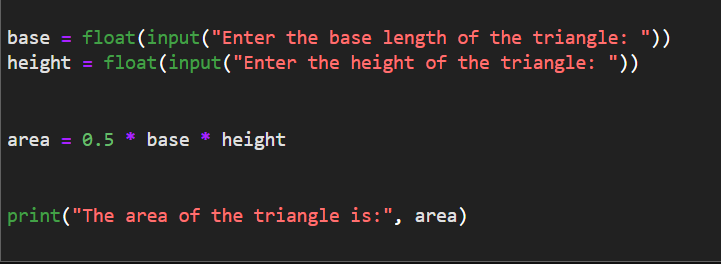 base = float(input("Enter the base length of the triangle: "))
height = float(input("Enter the height of the triangle: "))
area = 0.5 * base * height
print("The area of the triangle is:", area)